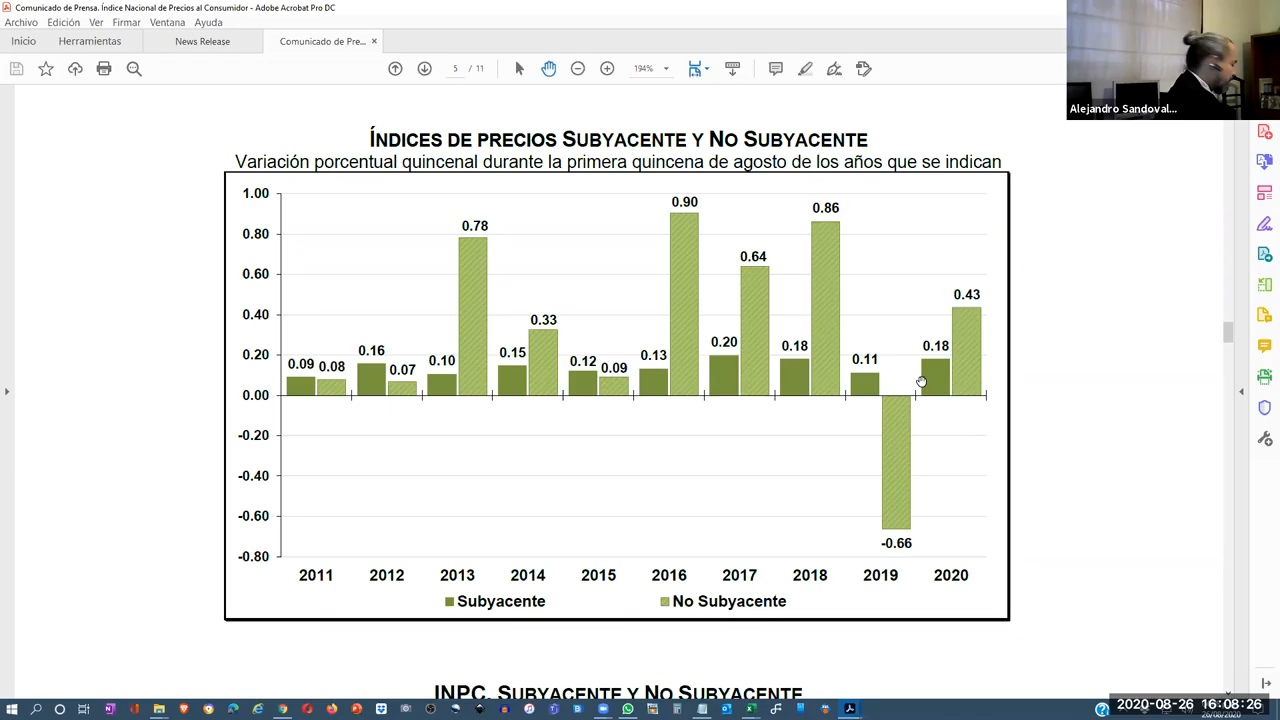 Comunicado de Prensa. Índice Nacional de Precios al Consumidor - Adobe Acrobat Pro DC
Archivo Edición Ver Firmar Ventana Ayuda
Inicio Herramientas News Release Comunicado de Pre... ×
5 / 11 194%
Alejandro Sandoval...
ÍNDICES DE PRECIOS SUBYACENTE Y NO SUBYACENTE
Variación porcentual quincenal durante la primera quincena de agosto de los años que se indican
1.00
0.80
0.60
0.40
0.20
0.00
-0.20
-0.40
-0.60
-0.80
0.09 0.08 0.16 0.07 0.10 0.78 0.15 0.33 0.12 0.09 0.13 0.90 0.20 0.64 0.18 0.86 0.11 -0.66 0.18 0.43
2011 2012 2013 2014 2015 2016 2017 2018 2019 2020
Subyacente No Subyacente
INPC, SUBYACENTE Y NO SUBYACENTE
2020-08-26 16:08:26
26/08/2020